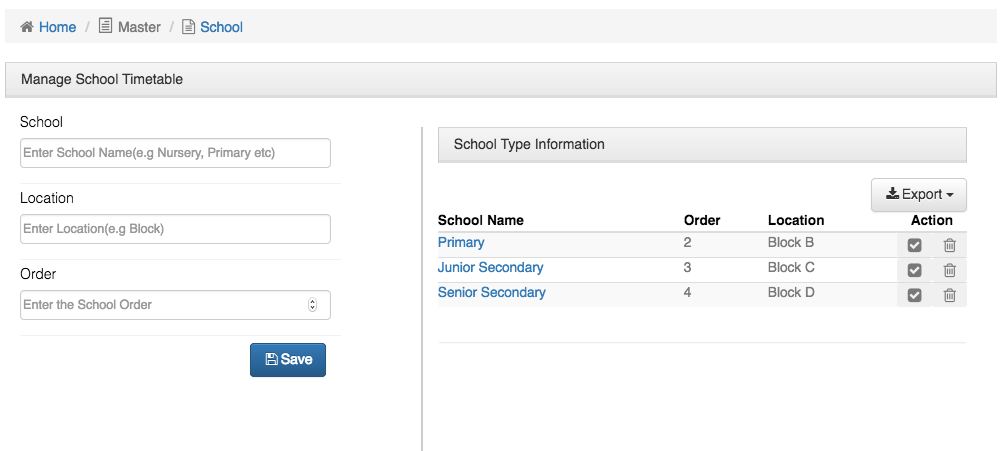 Home / Master / School
Manage School Timetable
School
Enter School Name(e.g Nursery, Primary etc)
Location
Enter Location(e.g Block)
Order
Enter the School Order
Save
School Type Information
Export
School Name Order Location Action
Primary 2 Block B
Junior Secondary 3 Block C
Senior Secondary 4 Block D